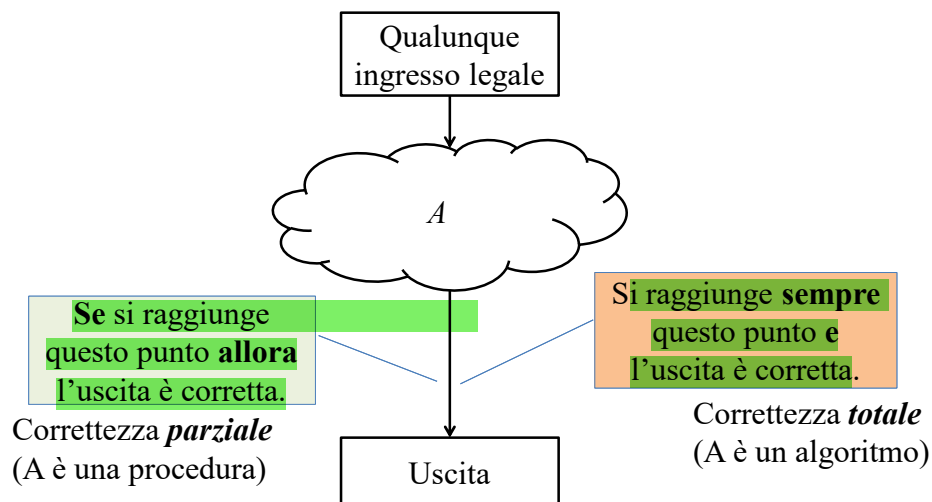 Qualunque
ingresso legale
A
Se si raggiunge
questo punto allora
l’uscita è corretta.
Correttezza parziale
(A è una procedura)
Si raggiunge sempre
questo punto e
l’uscita è corretta.
Correttezza totale
(A è un algoritmo)
Uscita